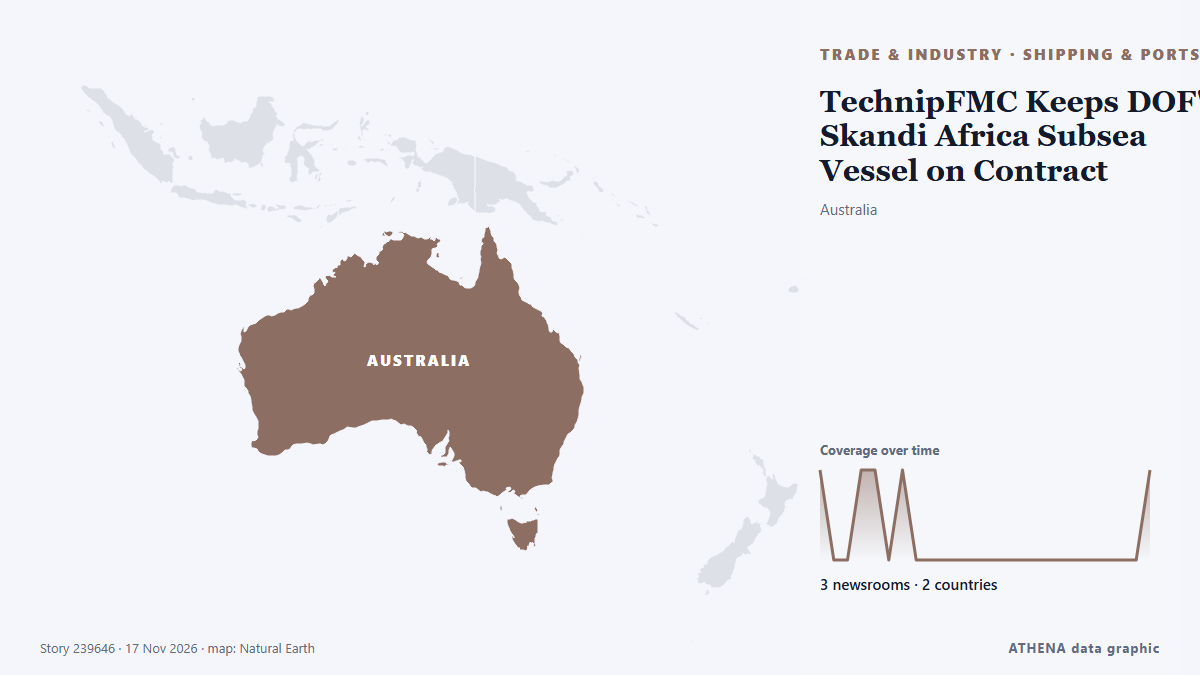 TRADE & INDUSTRY · SHIPPING & PORTS
TechnipFMC Keeps DOF'
Skandi Africa Subsea
Vessel on Contract
Australia
AUSTRALIA
Coverage over time
3 newsrooms · 2 countries
Story 239646 · 17 Nov 2026 · map: Natural Earth
ATHENA data graphic